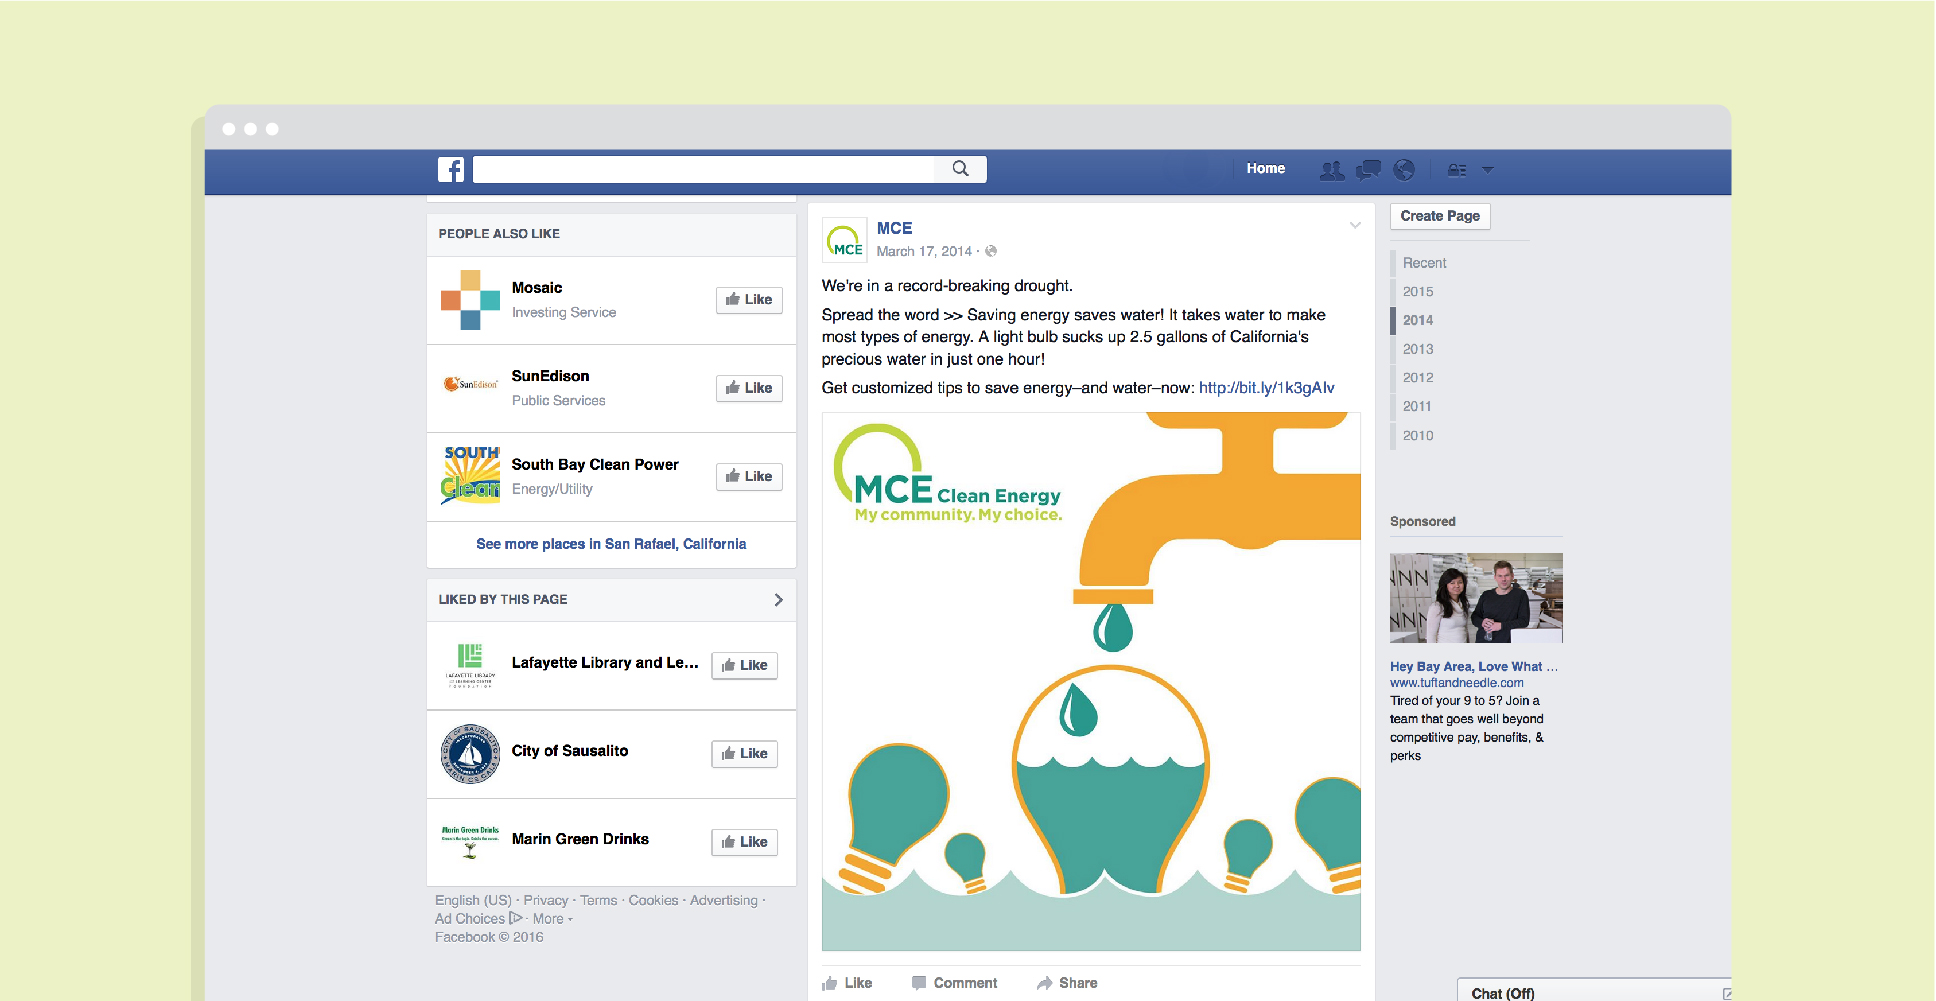 Home
PEOPLE ALSO LIKE
Mosaic
Investing Service
Like
SunEdison
SunEdison
Public Services
Like
SOUTH
Clean
South Bay Clean Power
Energy/Utility
Like
See more places in San Rafael, California
LIKED BY THIS PAGE
LAFAYETTE LIBRARY
FOUNDATION
Lafayette Library and Le...
Like
CITY OF SAUSALITO
City of Sausalito
Like
Marin Green Drinks
Marin Green Drinks
Like
English (US) · Privacy · Terms · Cookies · Advertising ·
Ad Choices · More
Facebook © 2016
MCE
MCE
March 17, 2014 ·
We're in a record-breaking drought.
Spread the word >> Saving energy saves water! It takes water to make
most types of energy. A light bulb sucks up 2.5 gallons of California's
precious water in just one hour!
Get customized tips to save energy–and water–now: http://bit.ly/1k3gAIv
MCE Clean Energy
My community. My choice.
Like Comment Share
Create Page
Recent
2015
2014
2013
2012
2011
2010
Sponsored
Hey Bay Area, Love What ...
www.tuftandneedle.com
Tired of your 9 to 5? Join a
team that goes well beyond
competitive pay, benefits, &
perks
Chat (Off)